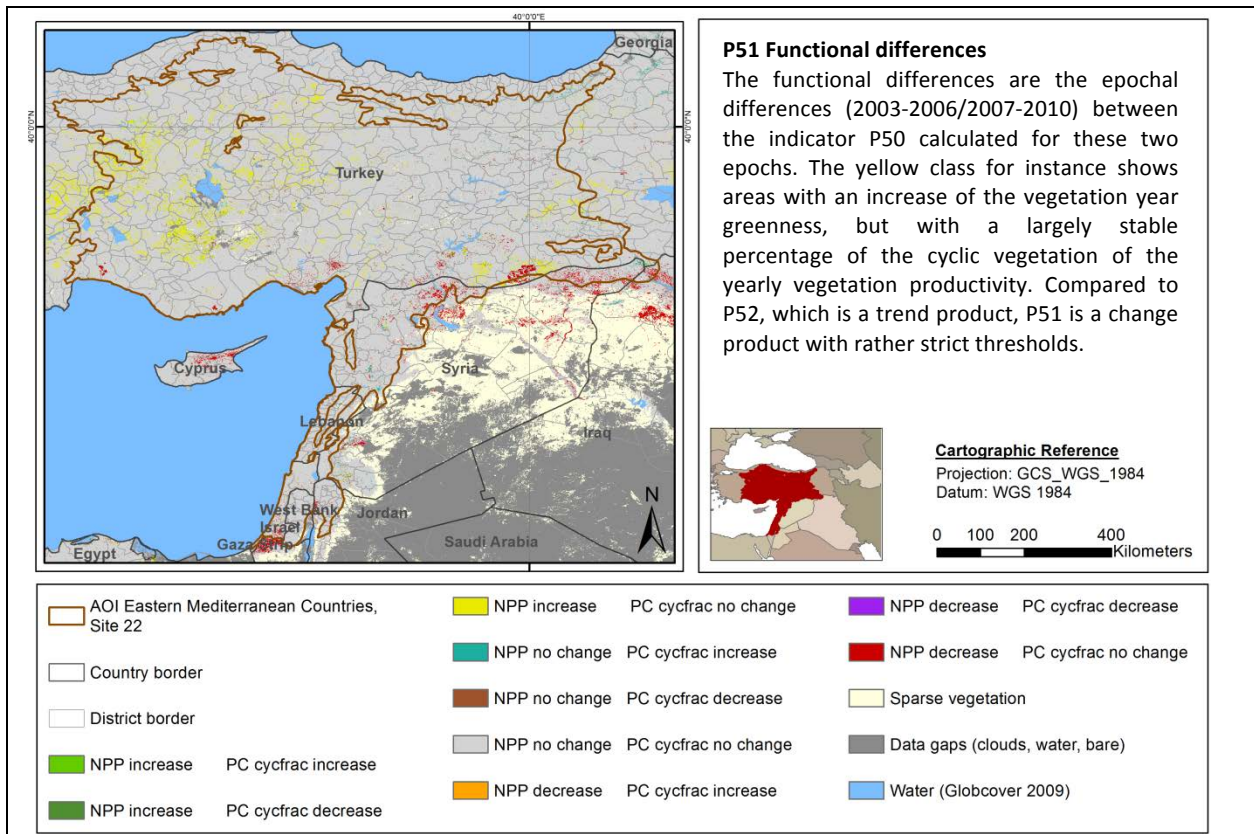 40°0'0"E
40°0'0"N
40°0'0"N
Georgia
Turkey
Cyprus
Syria
Lebanon
Iraq
West Bank
Israel
Jordan
Gaza Strip
Egypt
Saudi Arabia
N
P51 Functional differences
The functional differences are the epochal
differences (2003-2006/2007-2010) between
the indicator P50 calculated for these two
epochs. The yellow class for instance shows
areas with an increase of the vegetation year
greenness, but with a largely stable
percentage of the cyclic vegetation of the
yearly vegetation productivity. Compared to
P52, which is a trend product, P51 is a change
product with rather strict thresholds.
Cartographic Reference
Projection: GCS_WGS_1984
Datum: WGS 1984
0 100 200 400
Kilometers
AOI Eastern Mediterranean Countries,
Site 22
Country border
District border
NPP increase PC cycfrac increase
NPP increase PC cycfrac decrease
NPP increase PC cycfrac no change
NPP no change PC cycfrac increase
NPP no change PC cycfrac decrease
NPP no change PC cycfrac no change
NPP decrease PC cycfrac increase
NPP decrease PC cycfrac decrease
NPP decrease PC cycfrac no change
Sparse vegetation
Data gaps (clouds, water, bare)
Water (Globcover 2009)